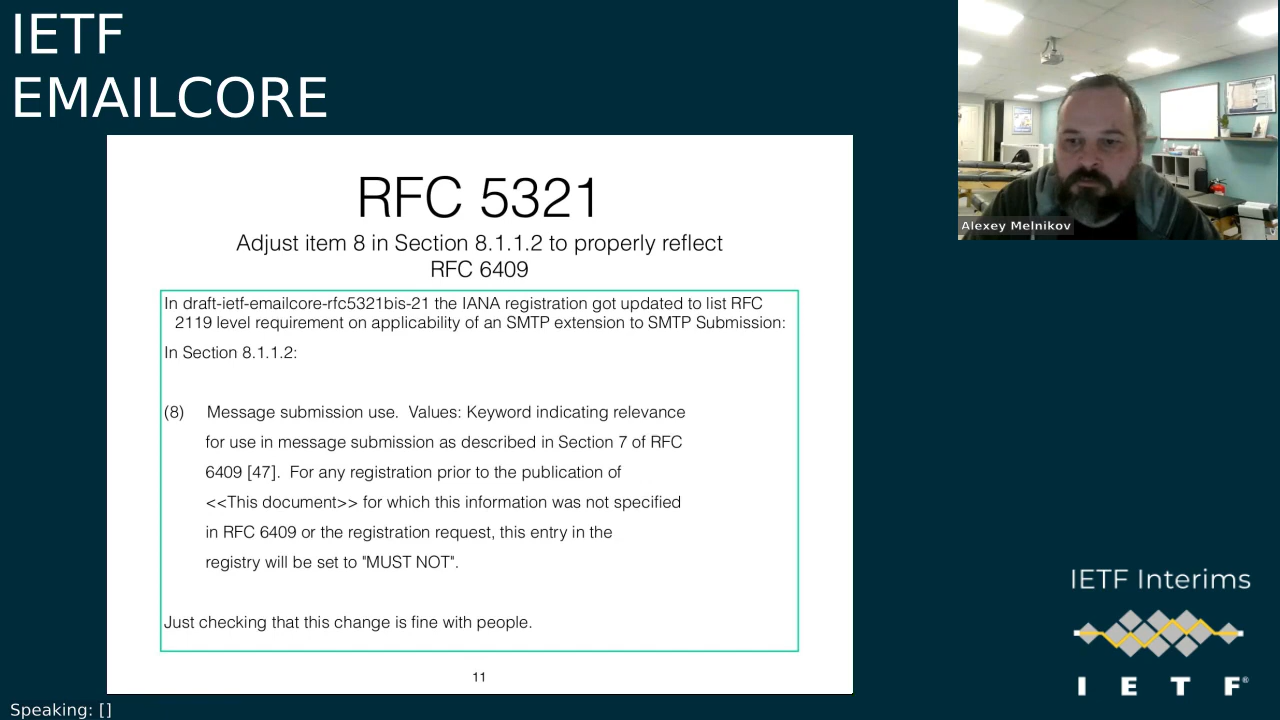 IETF
EMAILCORE
RFC 5321
Adjust item 8 in Section 8.1.1.2 to properly reflect
RFC 6409
In draft-ietf-emailcore-rfc5321bis-21 the IANA registration got updated to list RFC
2119 level requirement on applicability of an SMTP extension to SMTP Submission:
In Section 8.1.1.2:
(8) Message submission use. Values: Keyword indicating relevance
for use in message submission as described in Section 7 of RFC
6409 [47]. For any registration prior to the publication of
<<This document>> for which this information was not specified
in RFC 6409 or the registration request, this entry in the
registry will be set to "MUST NOT".
Just checking that this change is fine with people.
11
Alexey Melnikov
IETF Interims
I E T F®
Speaking: []